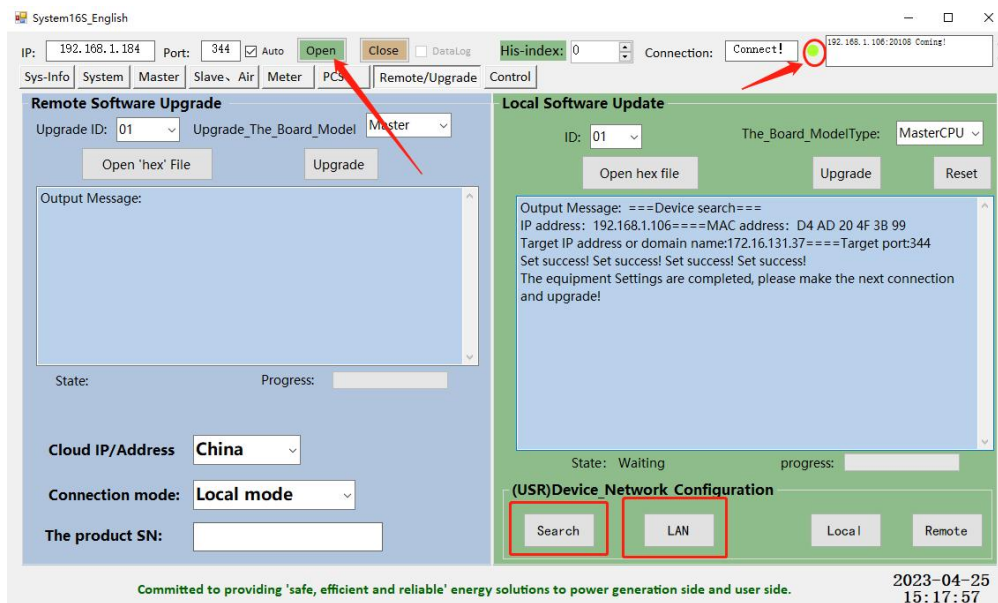 System16S_English
IP: 192.168.1.184 Port: 344 Auto Open Close DataLog His-index: 0 Connection: Connect! 192.168.1.106:20108 Coming!
Sys-Info System Master Slave、Air Meter PCS Remote/Upgrade Control
Remote Software Upgrade
Upgrade ID: 01 Upgrade_The_Board_Model Master
Open 'hex' File Upgrade
Output Message:
State: Progress:
Cloud IP/Address China
Connection mode: Local mode
The product SN:
Local Software Update
ID: 01 The_Board_ModelType: MasterCPU
Open hex file Upgrade Reset
Output Message: ===Device search===
IP address: 192.168.1.106====MAC address: D4 AD 20 4F 3B 99
Target IP address or domain name:172.16.131.37====Target port:344
Set success! Set success! Set success! Set success!
The equipment Settings are completed, please make the next connection
and upgrade!
State: Waiting progress:
(USR)Device_Network Configuration
Search LAN Local Remote
Committed to providing 'safe, efficient and reliable' energy solutions to power generation side and user side.
2023-04-25
15:17:57